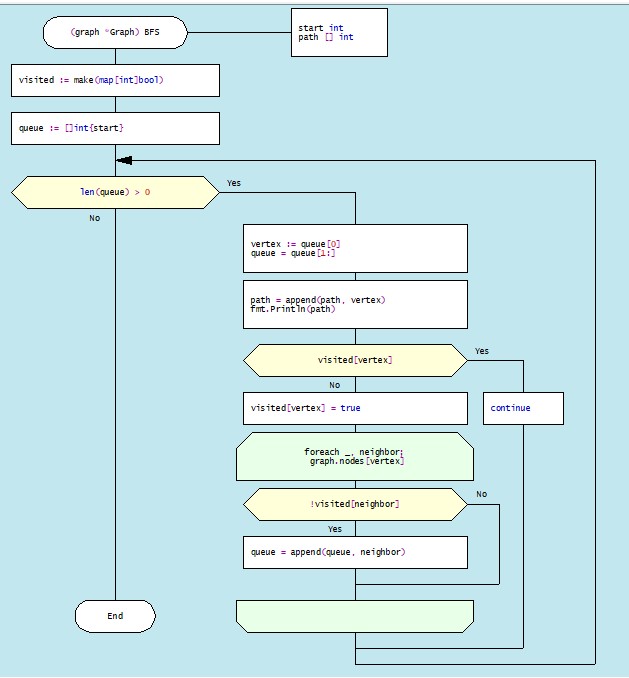 (graph *Graph) BFS
start int
path [] int
visited := make(map[int]bool)
queue := []int{start}
len(queue) > 0
Yes
No
vertex := queue[0]
queue = queue[1:]
path = append(path, vertex)
fmt.Println(path)
visited[vertex]
Yes
No
visited[vertex] = true
continue
foreach _, neighbor;
graph.nodes[vertex]
!visited[neighbor]
No
Yes
queue = append(queue, neighbor)
End